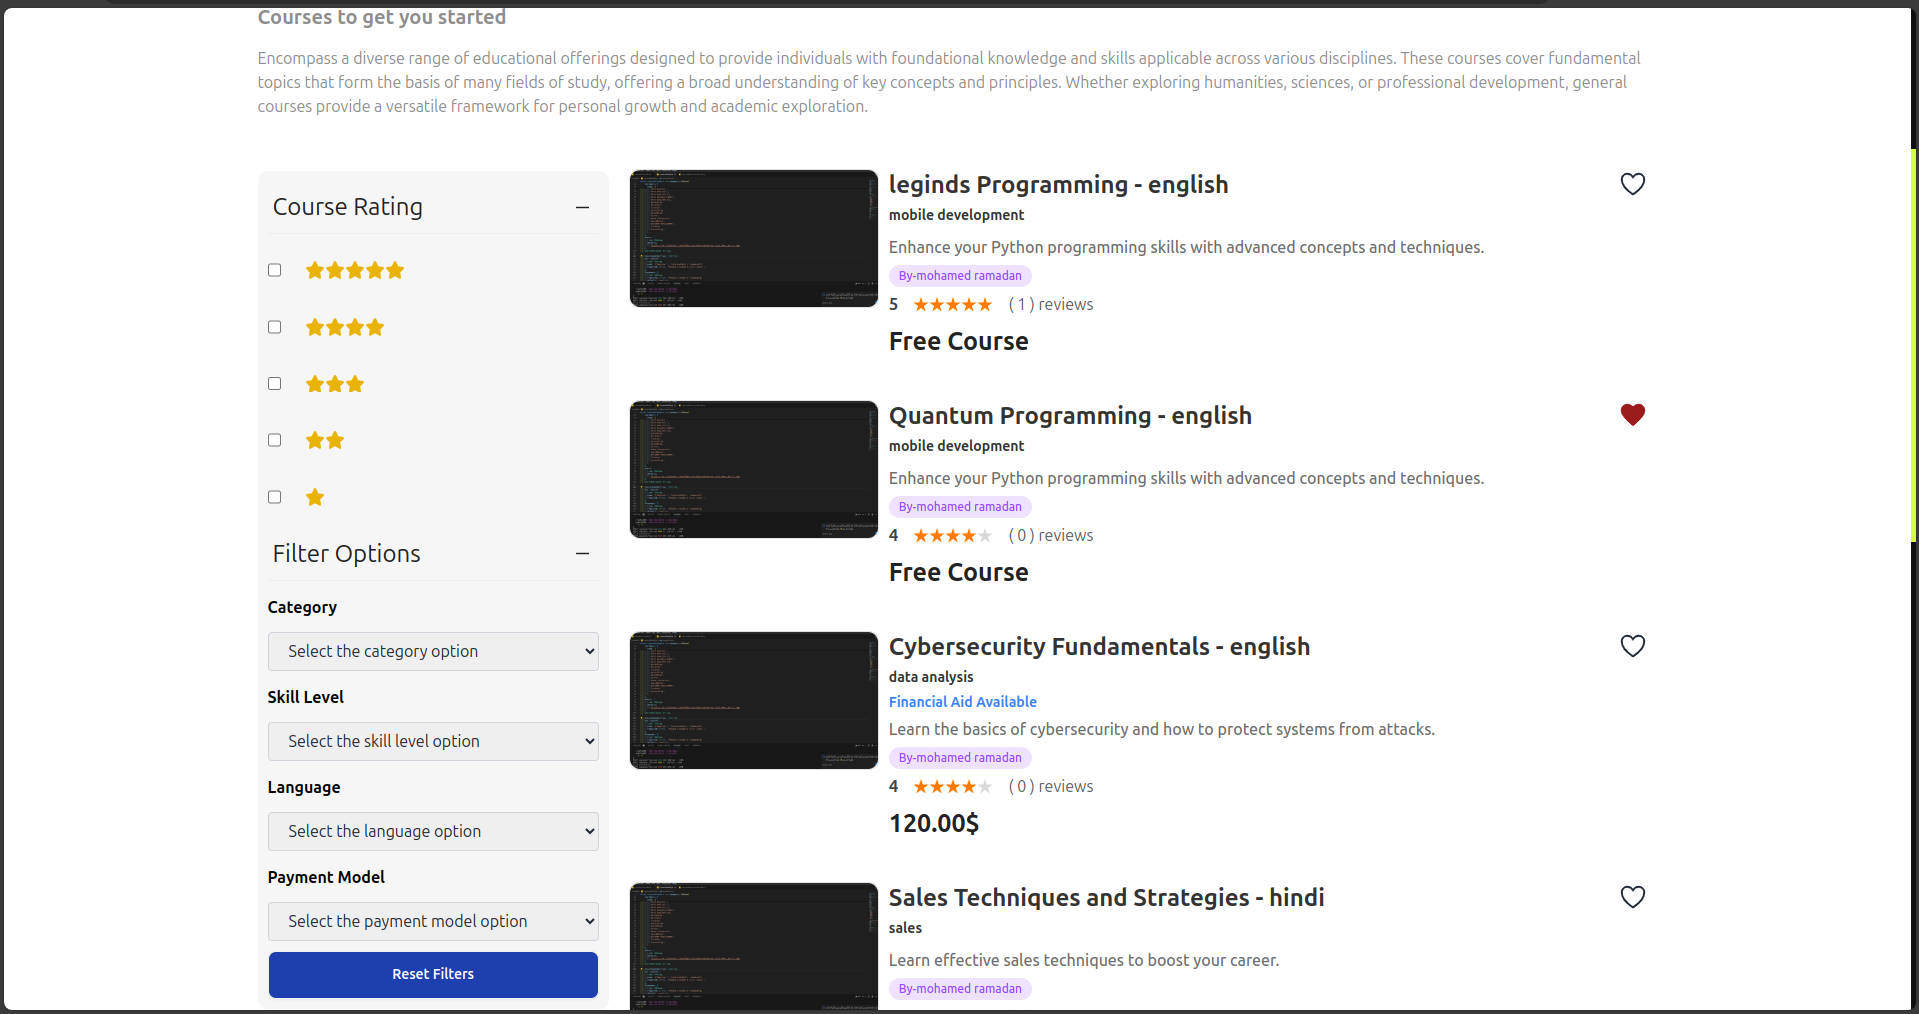 Courses to get you started
Encompass a diverse range of educational offerings designed to provide individuals with foundational knowledge and skills applicable across various disciplines. These courses cover fundamental
topics that form the basis of many fields of study, offering a broad understanding of key concepts and principles. Whether exploring humanities, sciences, or professional development, general
courses provide a versatile framework for personal growth and academic exploration.
Course Rating
Filter Options
Category
Select the category option
Skill Level
Select the skill level option
Language
Select the language option
Payment Model
Select the payment model option
Reset Filters
leginds Programming - english
mobile development
Enhance your Python programming skills with advanced concepts and techniques.
By-mohamed ramadan
5 ( 1 ) reviews
Free Course
Quantum Programming - english
mobile development
Enhance your Python programming skills with advanced concepts and techniques.
By-mohamed ramadan
4 ( 0 ) reviews
Free Course
Cybersecurity Fundamentals - english
data analysis
Financial Aid Available
Learn the basics of cybersecurity and how to protect systems from attacks.
By-mohamed ramadan
4 ( 0 ) reviews
120.00$
Sales Techniques and Strategies - hindi
sales
Learn effective sales techniques to boost your career.
By-mohamed ramadan